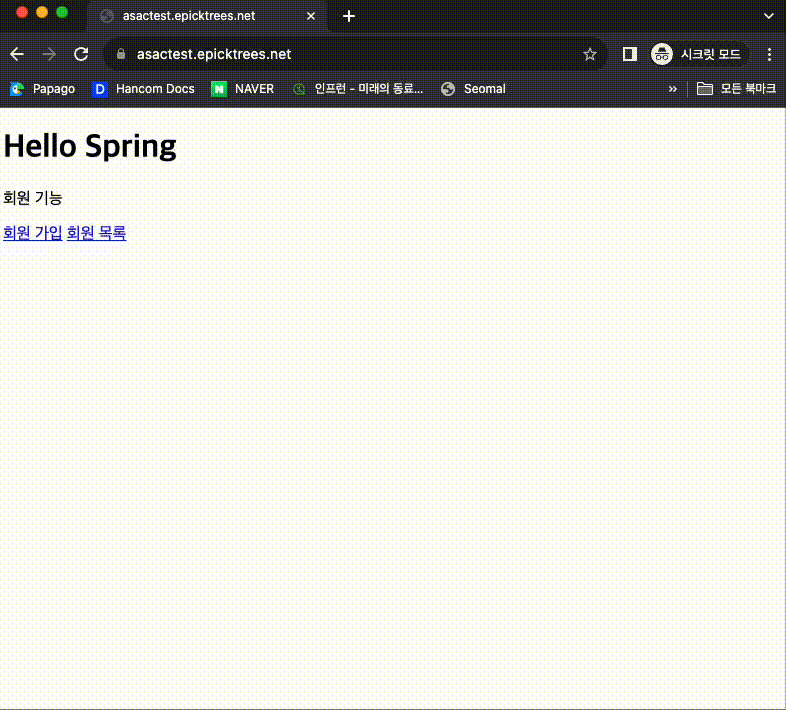 asactest.epicktrees.net
asactest.epicktrees.net 시크릿 모드
Papago D Hancom Docs N NAVER 인프런 - 미래의 동료... Seomal » 모든 북마크
Hello Spring
회원 기능
회원 가입 회원 목록